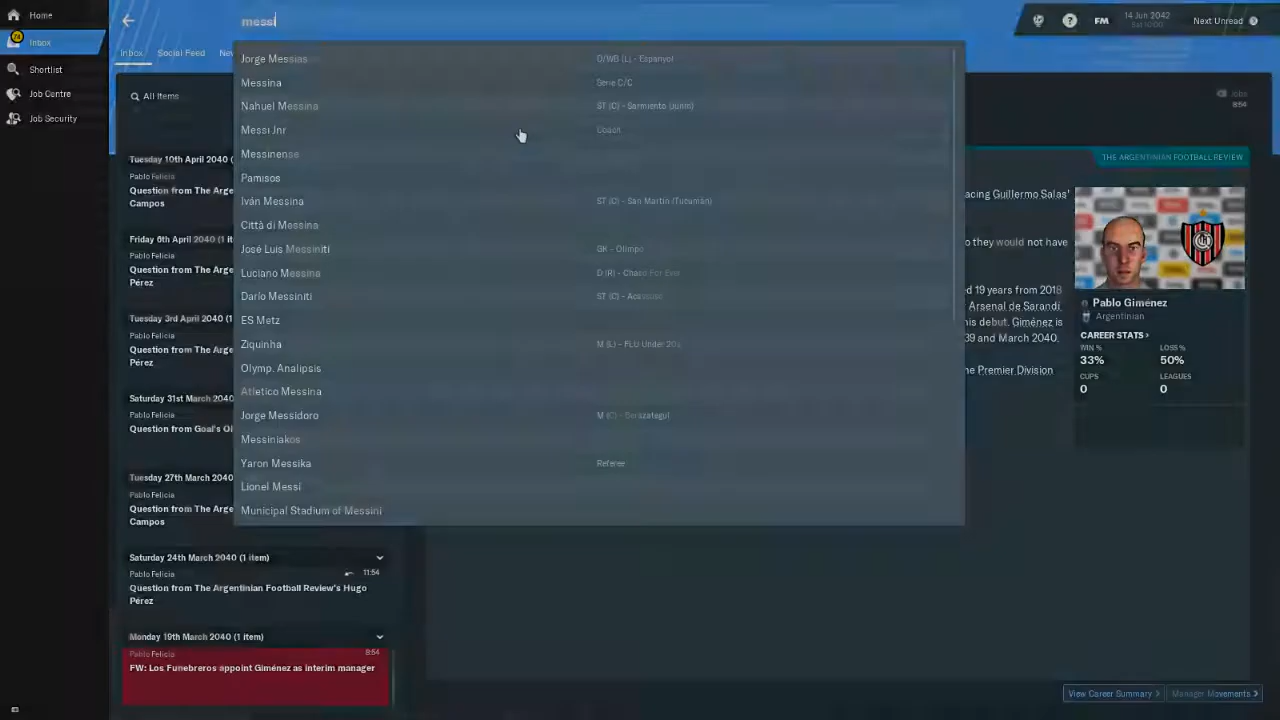 Home
Inbox
Shortlist
Job Centre
Job Security
messi
14 Jun 2042
Sat 10:00
FM
Next Unread
Inbox Social Feed
All Items
Jobs
8:54
Jorge Messias D/WB (L) - Espanyol
Messina Serie C/C
Nahuel Messina ST (C) - Sarmiento (Junín)
Messi Jnr Coach
Messinense
Pamisos
Iván Messina ST (C) - San Martín (Tucumán)
Città di Messina
José Luis Messiniti GK - Olimpo
Luciano Messina D (R) - Chaco For Ever
Darío Messiniti ST (C) - Acassuso
ES Metz
Ziquinha M (L) - FLU Under 20s
Olymp. Analipsis
Atletico Messina
Jorge Messidoro M (C) - Berazategui
Messiniakos
Yaron Messika Referee
Lionel Messi
Municipal Stadium of Messini
Tuesday 10th April 2040 (
Pablo Felicia
Question from The Arge
Campos
Friday 6th April 2040 (1 it
Pablo Felicia
Question from The Arge
Pérez
Tuesday 3rd April 2040 (1
Pablo Felicia
Question from The Arge
Pérez
Saturday 31st March 2040
Pablo Felicia
Question from Goal's Ol
Tuesday 27th March 2040
Pablo Felicia
Question from The Arge
Campos
Saturday 24th March 2040 (1 item)
Pablo Felicia 11:54
Question from The Argentinian Football Review's Hugo
Pérez
Monday 19th March 2040 (1 item)
Pablo Felicia 8:54
FW: Los Funebreros appoint Giménez as interim manager
THE ARGENTINIAN FOOTBALL REVIEW
acing Guillermo Salas'
o they would not have
d 19 years from 2018
Arsenal de Sarandí
his debut. Giménez is
39 and March 2040.
he Premier Division
Pablo Giménez
Argentinian
CAREER STATS >
WIN % LOSS %
33% 50%
CUPS LEAGUES
0 0
View Career Summary > Manager Movements >